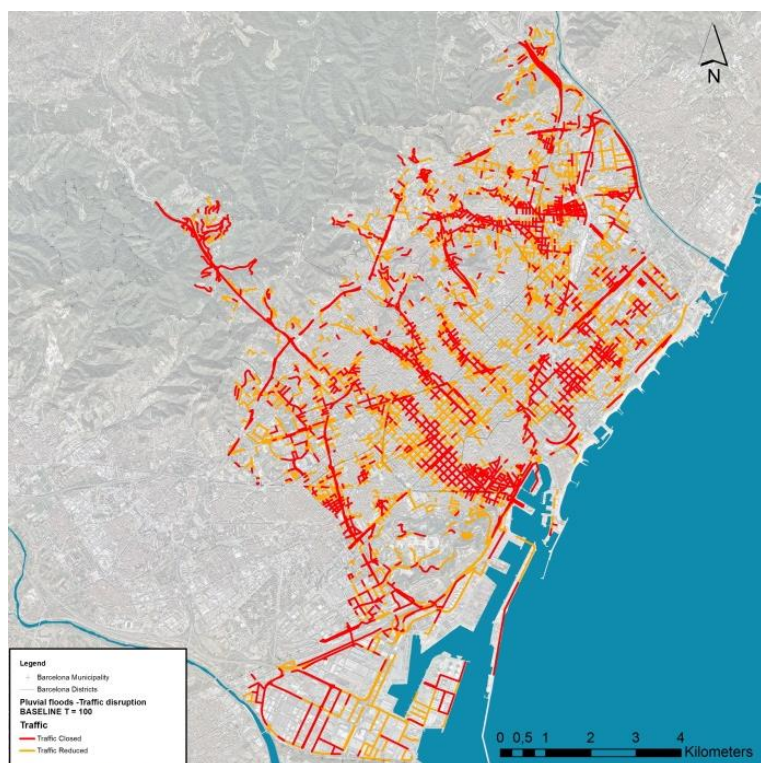 N
Legend
Barcelona Municipality
Barcelona Districts
Pluvial floods -Traffic disruption
BASELINE T = 100
Traffic
Traffic Closed
Traffic Reduced
0 0,5 1 2 3 4
Kilometers